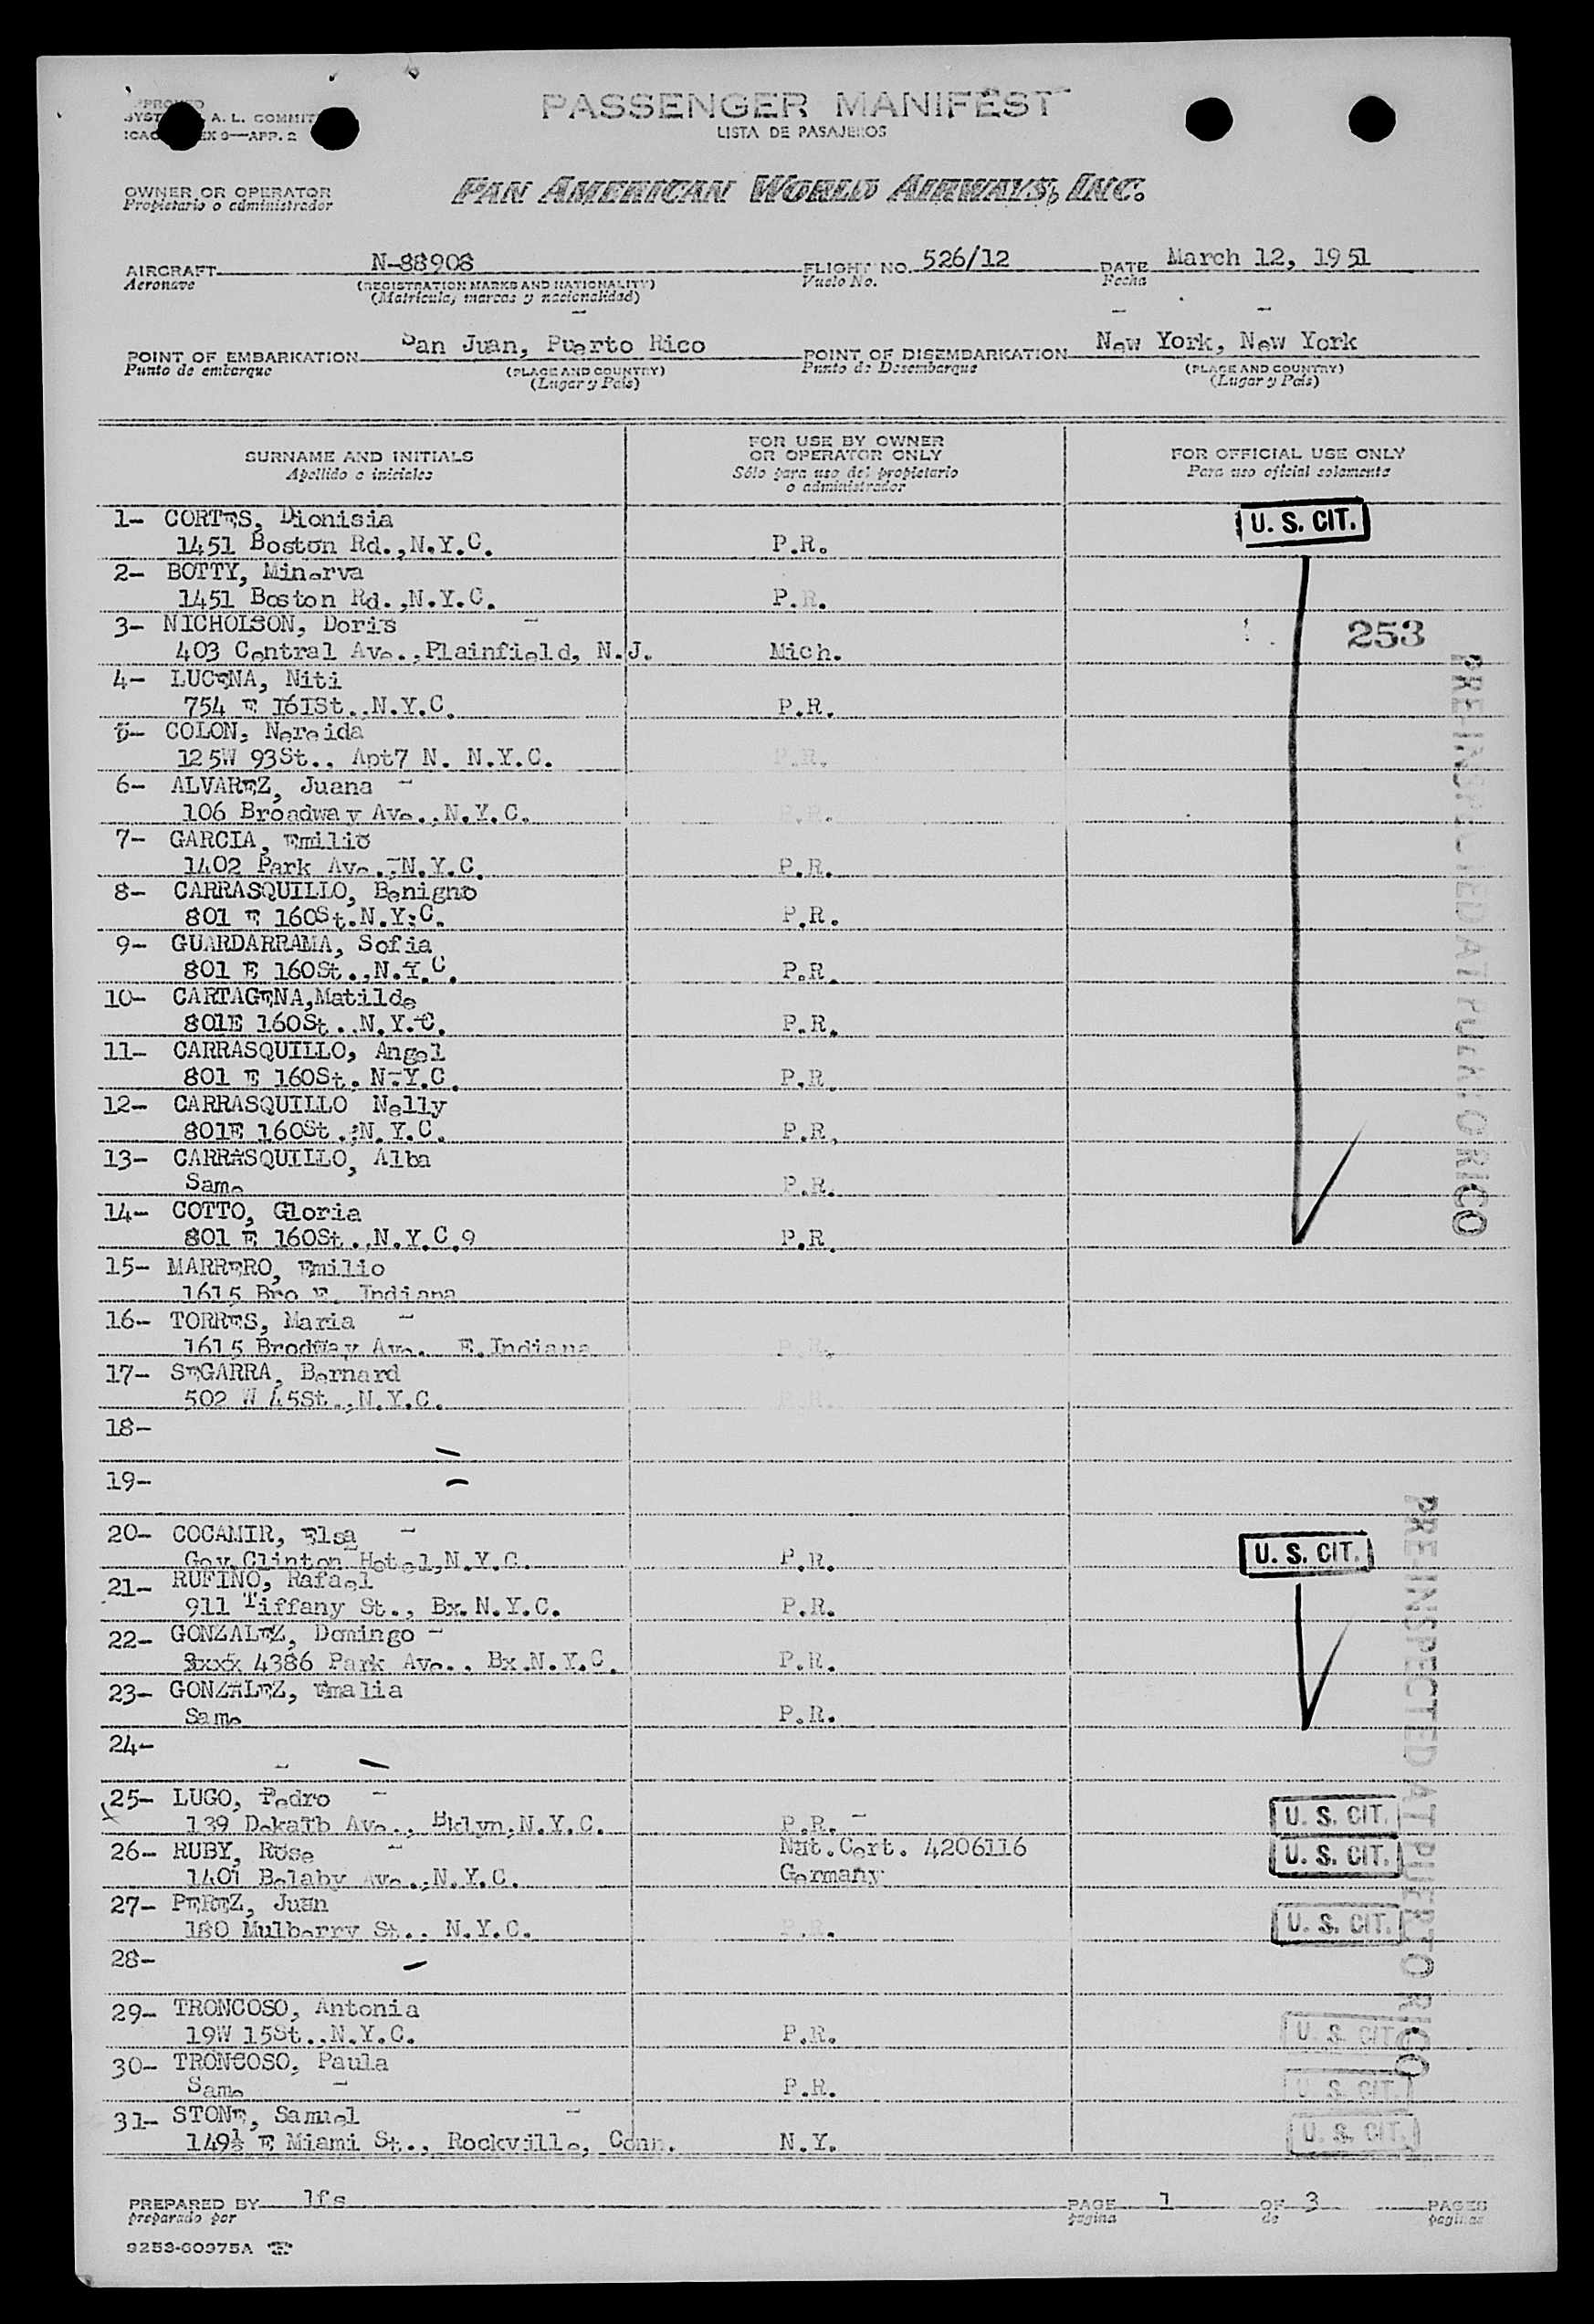 PASSENGER MANIFEST
LISTA DE PASAJEROS
A. L. COMMIT
9—APP. 2
OWNER OR OPERATOR
Propietario o administrador
PAN AMERICAN WORLD AIRWAYS, INC.
AIRCRAFT N-88908 FLIGHT NO. 526/12 DATE March 12, 1951
Aeronave (REGISTRATION MARKS AND NATIONALITY) Vuelo No. Fecha
(Matricula, marcas y nacionalidad)
POINT OF EMBARKATION San Juan, Puerto Rico POINT OF DISEMBARKATION New York, New York
Punto de embarque (PLACE AND COUNTRY) Punto de Desembarque (PLACE AND COUNTRY)
(Lugar y País) (Lugar y País)
SURNAME AND INITIALS
Apellido e iniciales
FOR USE BY OWNER
OR OPERATOR ONLY
Sólo para uso del propietario
o administrador
FOR OFFICIAL USE ONLY
Para uso oficial solamente
1- CORTES, Dionisia U. S. CIT.
1451 Boston Rd.,N.Y.C. P.R.
2- BOTTY, Minerva
1451 Boston Rd.,N.Y.C. P.R.
3- NICHOLSON, Doris 253
403 Central Ave.,Plainfield, N.J. Mich.
4- LUCENA, Niti
754 E 161St.,N.Y.C. P.R.
5- COLON, Nereida
125W 93St., Apt7 N. N.Y.C. P.R.
6- ALVAREZ, Juana
106 Broadway Ave.,N.Y.C. P.R.
7- GARCIA, Emilio
1402 Park Ave.,N.Y.C. P.R.
8- CARRASQUILLO, Benigno
801 E 160St.N.Y.C. P.R.
9- GUARDARRAMA, Sofia
801 E 160St.,N.Y.C. P.R.
10- CARTAGENA,Matilde
801E 160St.,N.Y.C. P.R.
11- CARRASQUILLO, Angel
801 E 160St. N.Y.C. P.R.
12- CARRASQUILLO Nelly
801E 160St.,N.Y.C. P.R.
13- CARRASQUILLO, Alba
Same P.R.
14- COTTO, Gloria
801 E 160St.,N.Y.C.9 P.R.
PRE-INSPECTED AT PUERTO RICO
15- MARRERO, Emilio
1615 Bro E. Indiana
16- TORRES, Maria
1615 Brodway Ave. E.Indiana P.R.
17- SEGARRA, Bernard
502 W 45St.,N.Y.C. P.R.
18-
19-
20- COCAMIR, Elsa
Gov.Clinton Hotel,N.Y.C. P.R. U. S. CIT.
21- RUFINO, Rafael
911 Tiffany St., Bx.N.Y.C. P.R.
22- GONZALEZ, Domingo
4386 Park Ave., Bx.N.Y.C. P.R.
23- GONZALEZ, Emalia
Same P.R.
24-
25- LUGO, Pedro U. S. CIT.
139 Dekalb Ave., Bklyn,N.Y.C. P.R.
26- RUBY, Rose Nat.Cert. 4206116 U. S. CIT.
1401 Belaby Ave.,N.Y.C. Germany
27- PEREZ, Juan U. S. CIT.
180 Mulberry St., N.Y.C. P.R.
28-
29- TRONCOSO, Antonia
19W 15St.,N.Y.C. P.R. U. S. CIT.
30- TRONCOSO, Paula
Same P.R. U. S. CIT.
31- STONE, Samuel
149½ E Miami St., Rockville, Conn. N.Y. U. S. CIT.
PRE-INSPECTED AT PUERTO RICO
PREPARED BY lfs PAGE 1 OF 3 PAGES
preparado por pagina de paginas
9253-60975A